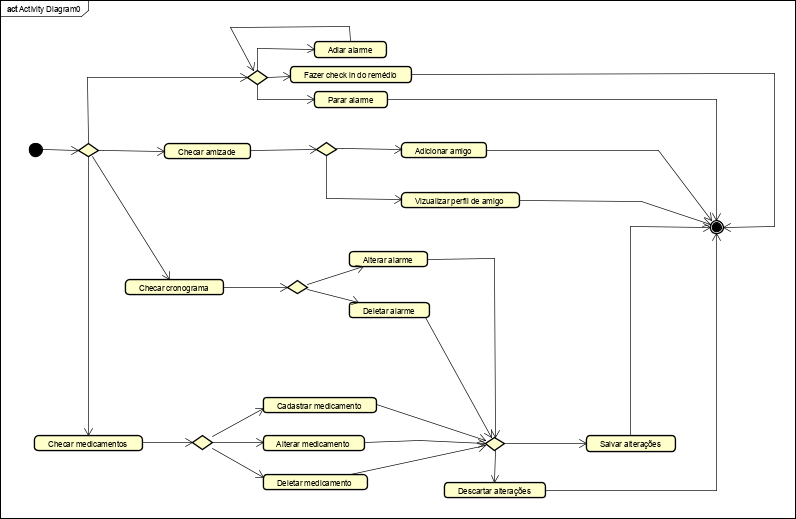 act Activity Diagram0
Adiar alarme
Fazer check in do remédio
Parar alarme
Checar amizade
Adicionar amigo
Vizualizar perfil de amigo
Alterar alarme
Checar cronograma
Deletar alarme
Cadastrar medicamento
Checar medicamentos
Alterar medicamento
Salvar alterações
Deletar medicamento
Descartar alterações